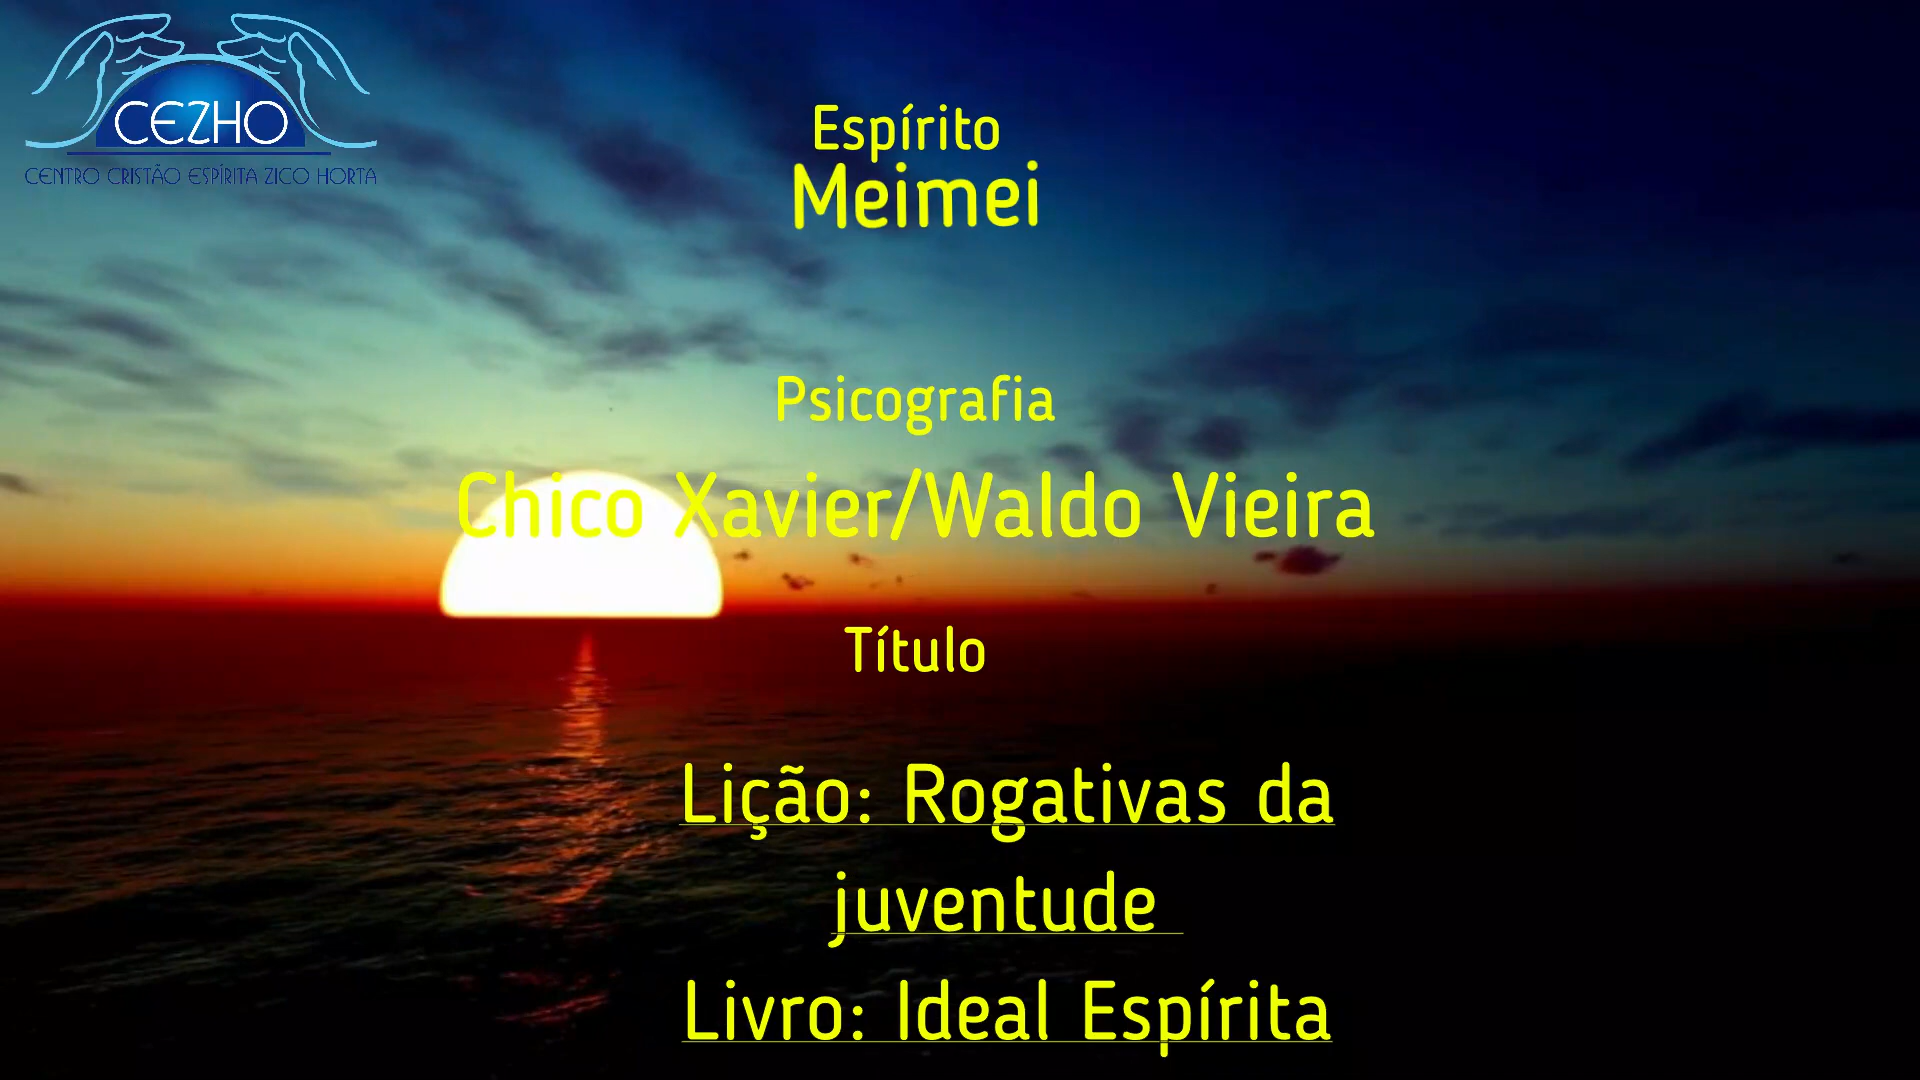 CEZHO
CENTRO CRISTÃO ESPÍRITA ZICO HORTA
Espírito
Meimei
Psicografia
Chico Xavier/Waldo Vieira
Título
Lição: Rogativas da
juventude
Livro: Ideal Espírita